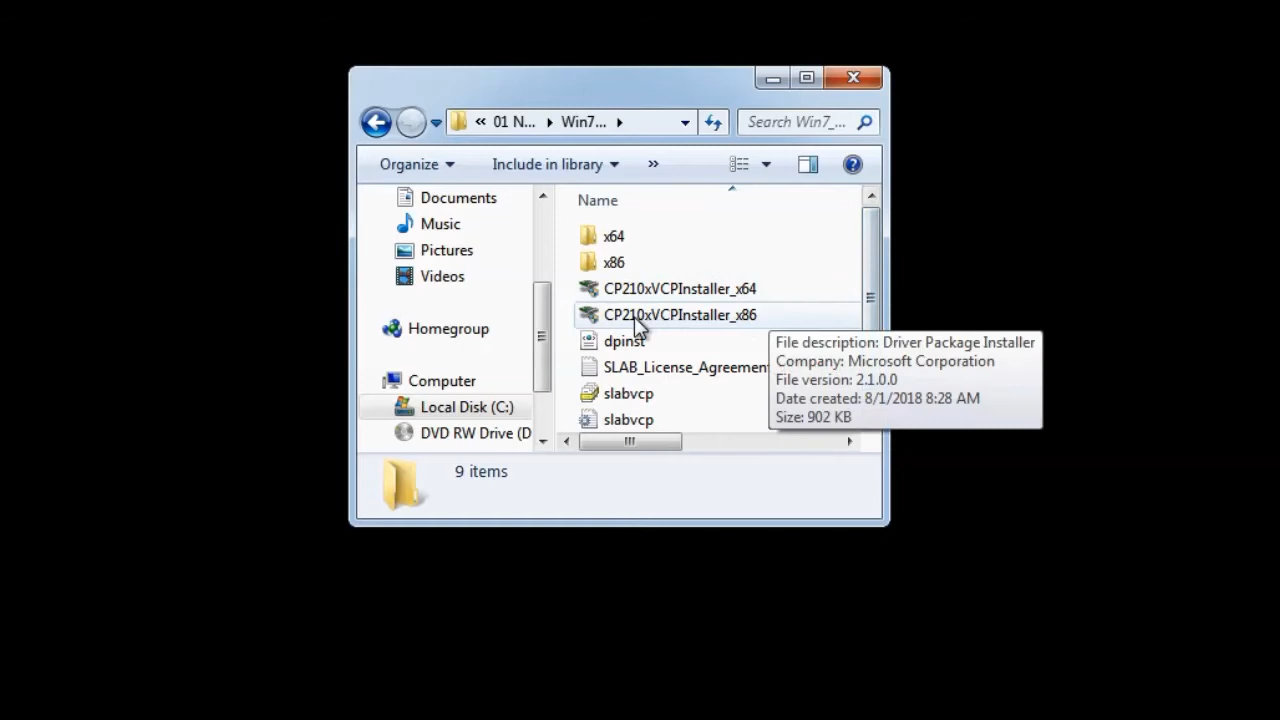 « 01 N... ▸ Win7... ▸
Search Win7_...
Organize
Include in library
»
Documents
Music
Pictures
Videos
Homegroup
Computer
Local Disk (C:)
DVD RW Drive (D
Name
x64
x86
CP210xVCPInstaller_x64
CP210xVCPInstaller_x86
dpinst
SLAB_License_Agreement
slabvcp
slabvcp
File description: Driver Package Installer
Company: Microsoft Corporation
File version: 2.1.0.0
Date created: 8/1/2018 8:28 AM
Size: 902 KB
9 items